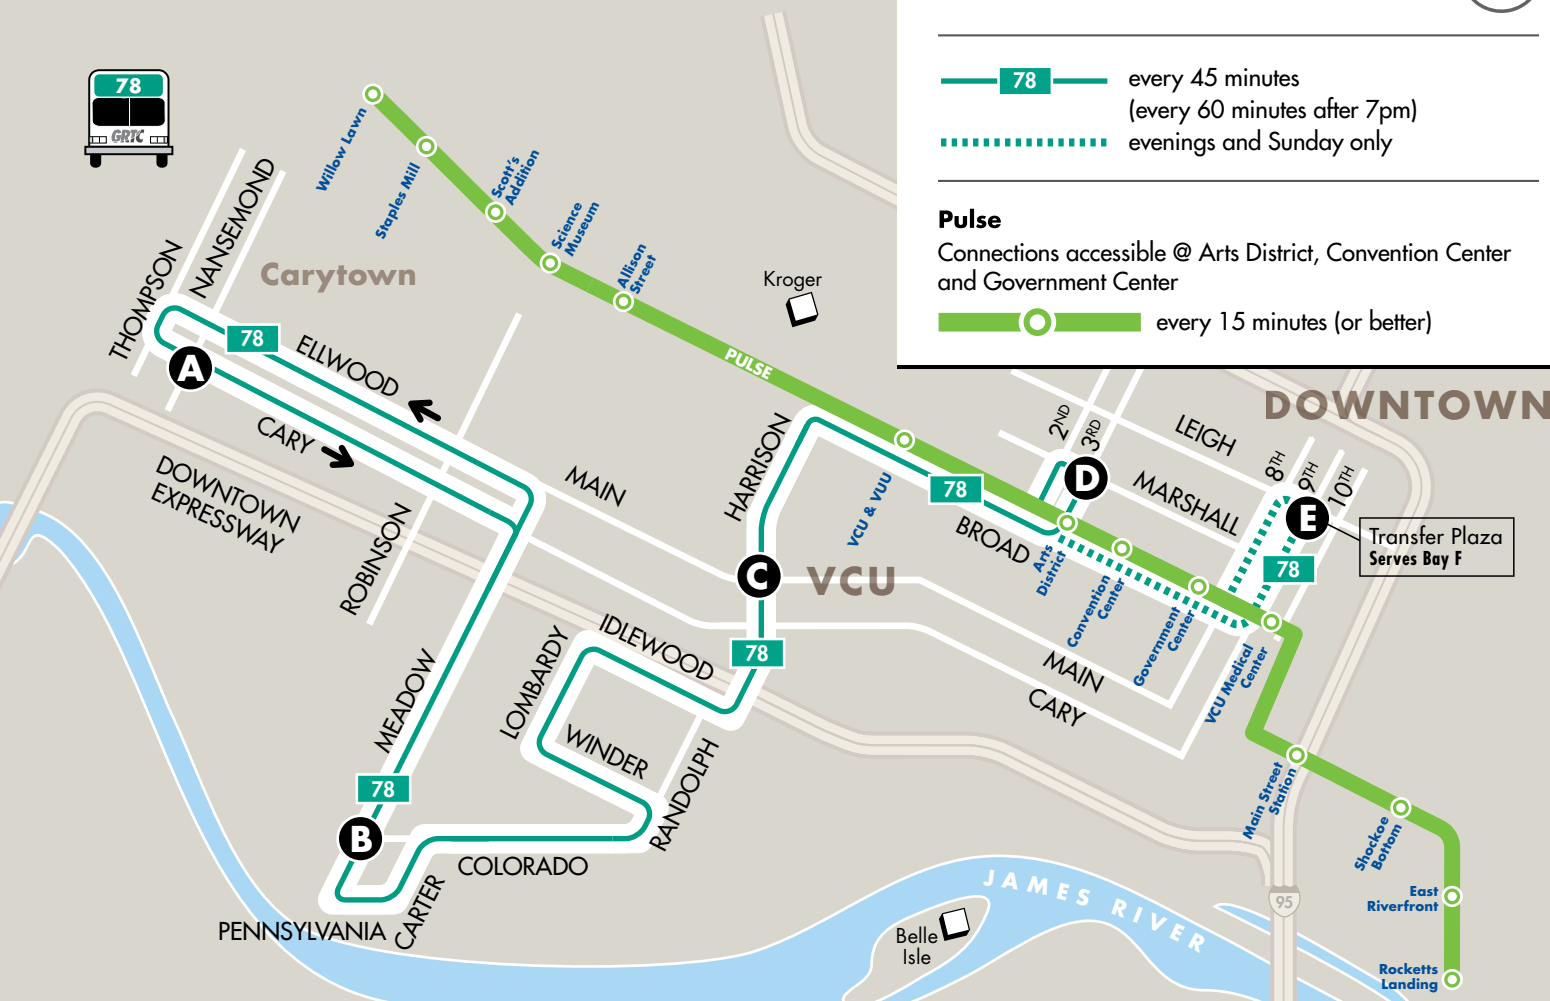 78
GRTC
78
every 45 minutes
(every 60 minutes after 7pm)
evenings and Sunday only
Pulse
Connections accessible @ Arts District, Convention Center
and Government Center
every 15 minutes (or better)
Willow Lawn
Staples Mill
Scott's
Addition
Science
Museum
Allison
Street
Kroger
PULSE
THOMPSON
NANSEMOND
Carytown
78
ELLWOOD
A
CARY
DOWNTOWN
EXPRESSWAY
ROBINSON
MAIN
HARRISON
VCU & VUU
78
BROAD
2ND
3RD
D
LEIGH
MARSHALL
DOWNTOWN
8TH
9TH
10TH
E
Transfer Plaza
Serves Bay F
78
Arts
District
Convention
Center
Government
Center
VCU Medical
Center
C
VCU
78
IDLEWOOD
LOMBARDY
WINDER
RANDOLPH
MAIN
CARY
MEADOW
78
B
COLORADO
CARTER
PENNSYLVANIA
Main Street
Station
Shockoe
Bottom
East
Riverfront
Rocketts
Landing
95
JAMES RIVER
Belle
Isle